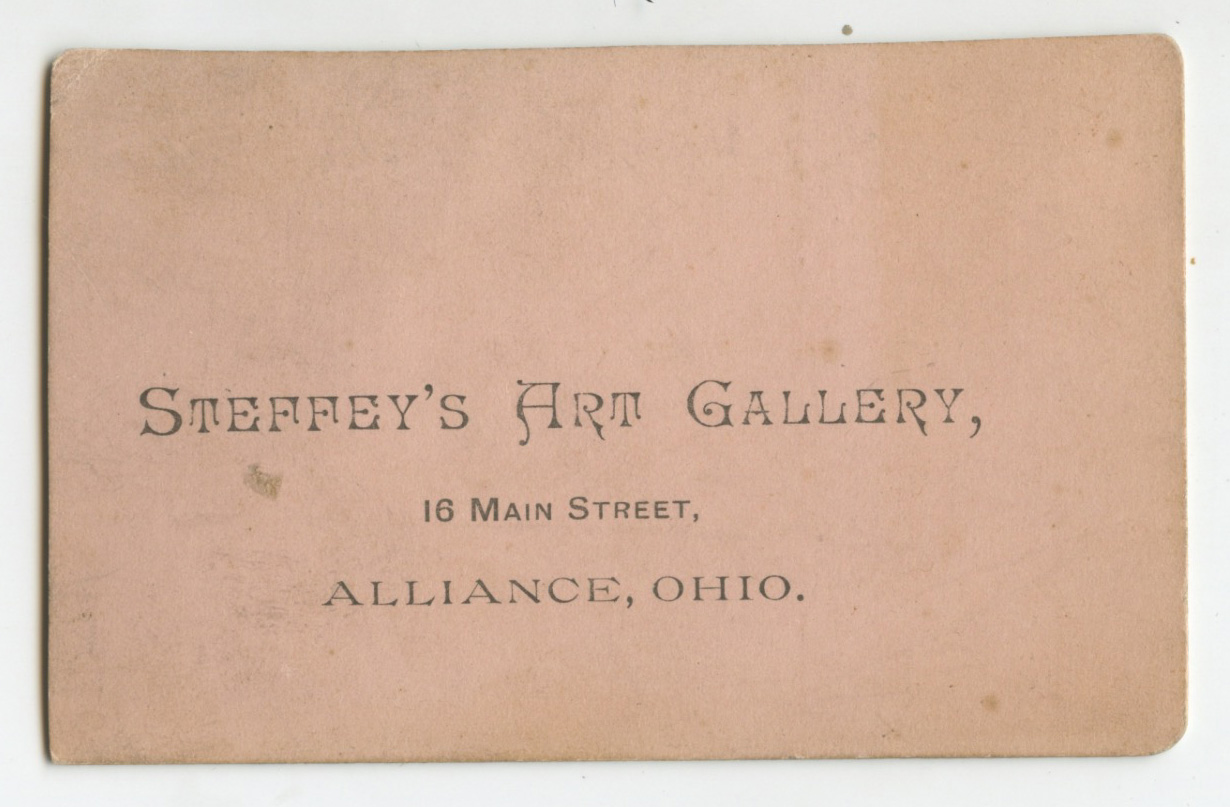 STEFFEY'S ART GALLERY,
16 MAIN STREET,
ALLIANCE, OHIO.